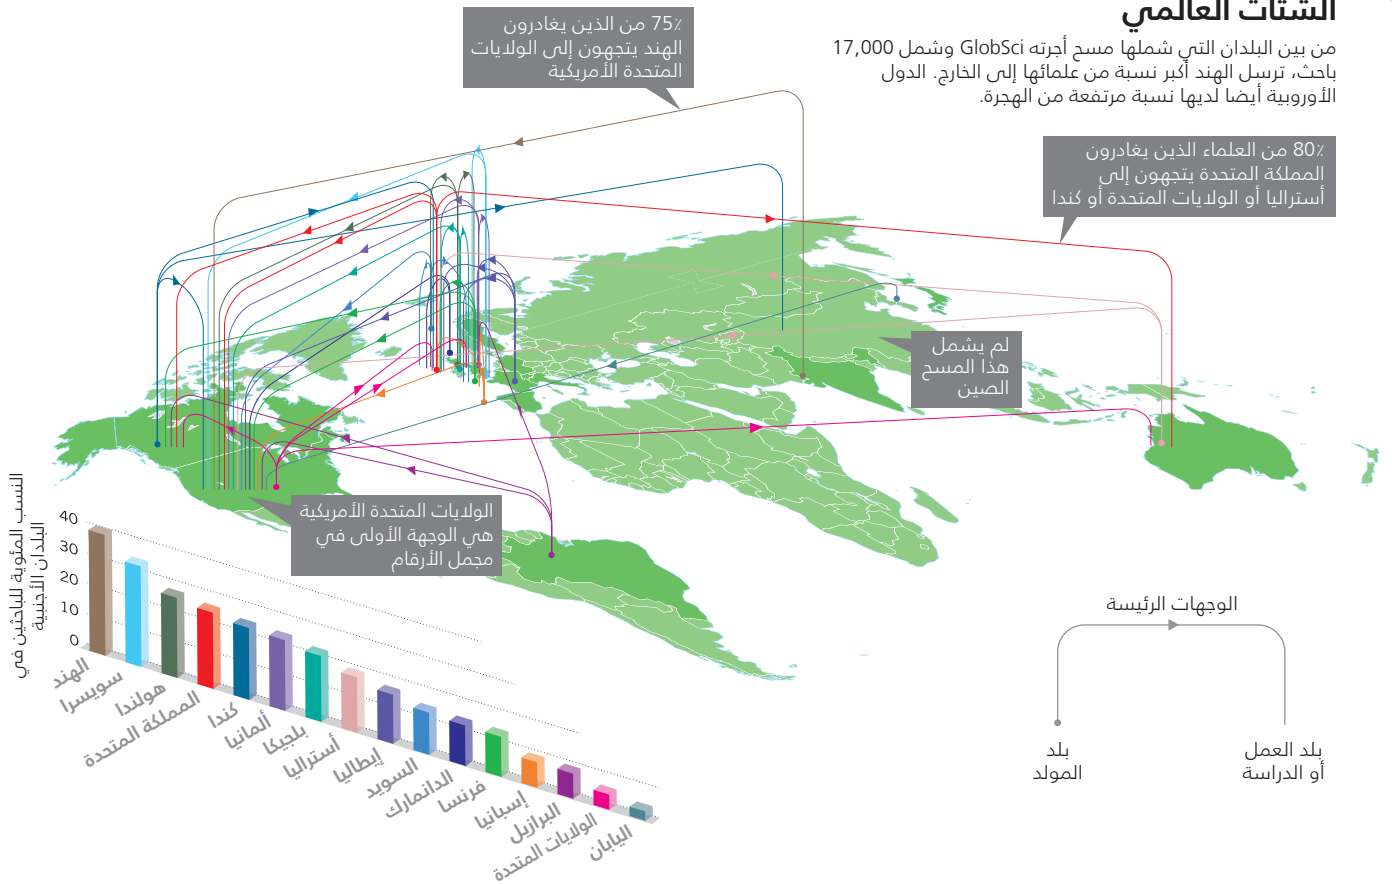 الشتات العالمي
من بين البلدان التي شملها مسح أجرته GlobSci وشمل 17,000
باحث، ترسل الهند أكبر نسبة من علمائها إلى الخارج. الدول
الأوروبية أيضا لديها نسبة مرتفعة من الهجرة.
75٪ من الذين يغادرون
الهند يتجهون إلى الولايات
المتحدة الأمريكية
80٪ من العلماء الذين يغادرون
المملكة المتحدة يتجهون إلى
أستراليا أو الولايات المتحدة أو كندا
لم يشمل
هذا المسح
الصين
الولايات المتحدة الأمريكية
هي الوجهة الأولى في
مجمل الأرقام
النسب المئوية للباحثين في
البلدان الأجنبية
40
30
20
10
0
الهند
سويسرا
هولندا
المملكة المتحدة
كندا
ألمانيا
بلجيكا
أستراليا
إيطاليا
السويد
الدانمارك
فرنسا
إسبانيا
البرازيل
الولايات المتحدة
اليابان
الوجهات الرئيسة
بلد العمل
أو الدراسة
بلد
المولد